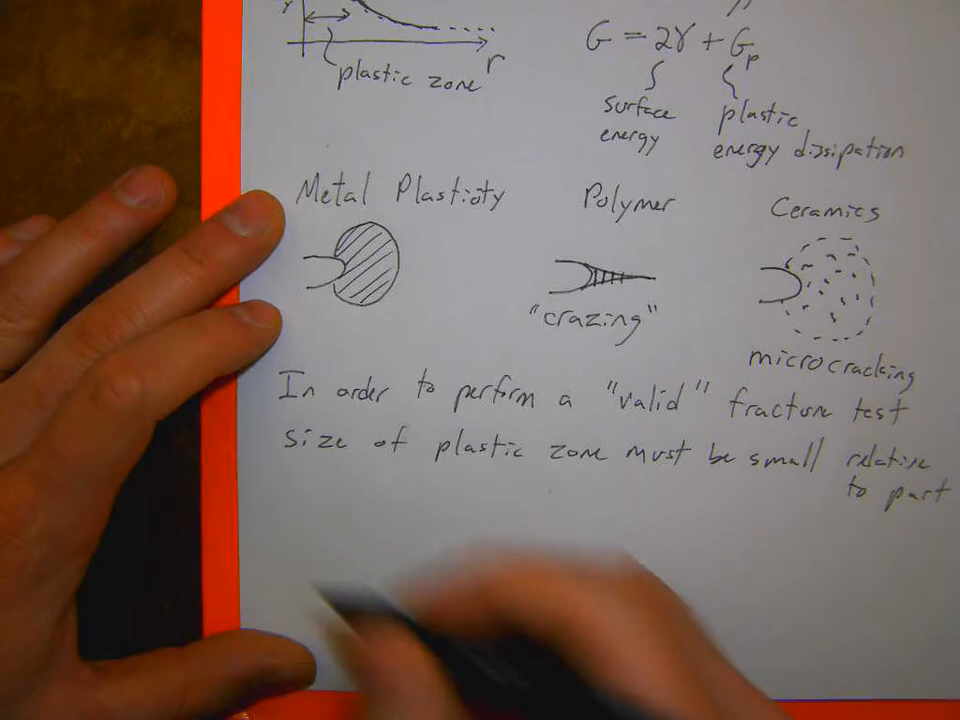 r
plastic zone
G = 2γ + Gp
surface energy
plastic energy dissipation
Metal Plasticity
Polymer
Ceramics
"crazing"
microcracking
In order to perform a "valid" fracture test
size of plastic zone must be small relative
to part